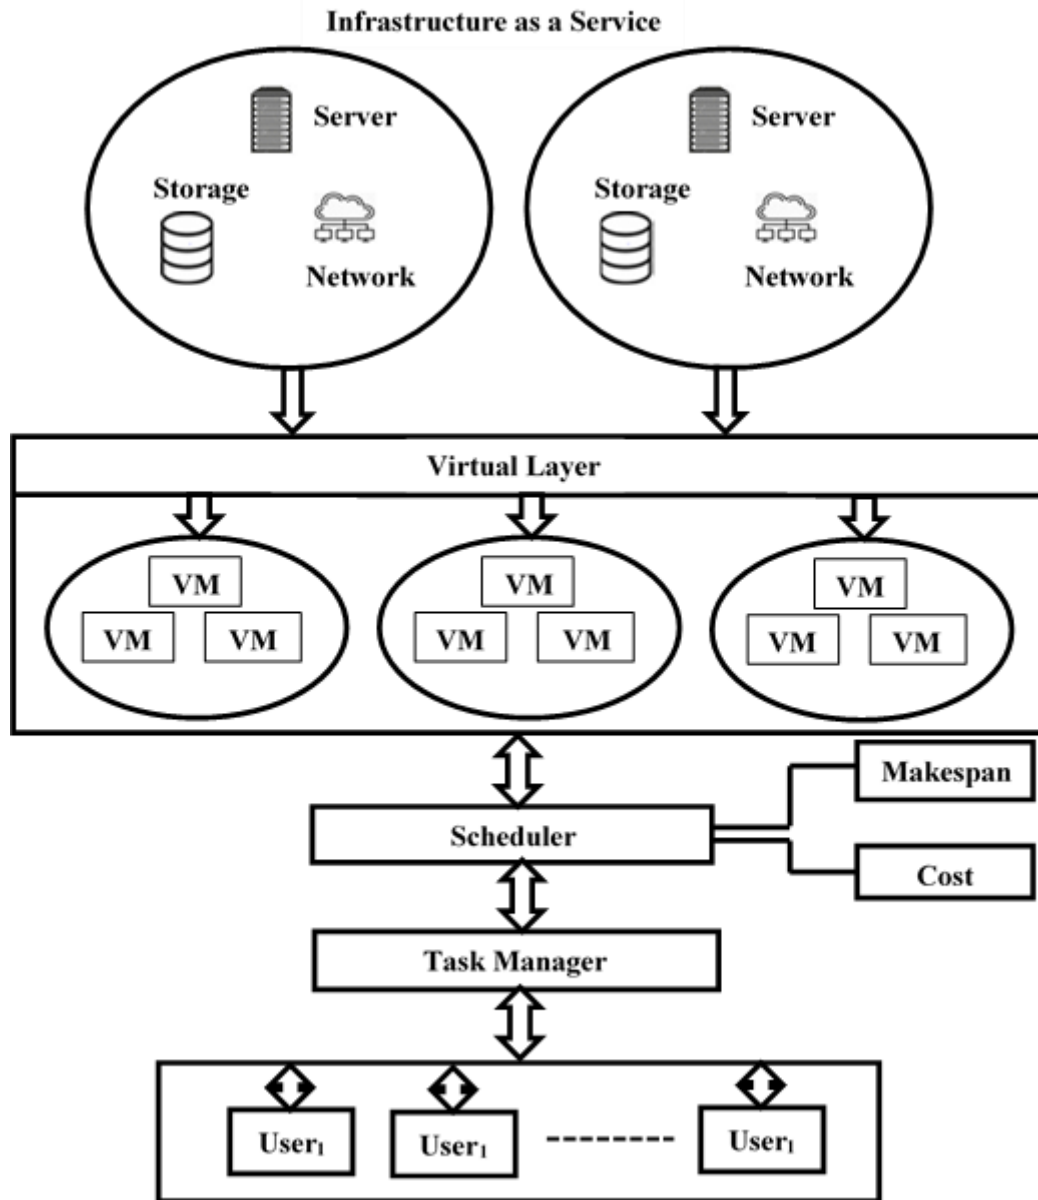 Infrastructure as a Service
Server
Storage
Network
Server
Storage
Network
Virtual Layer
VM
VM VM
VM
VM VM
VM
VM VM
Makespan
Scheduler
Cost
Task Manager
User₁ User₁ User₁